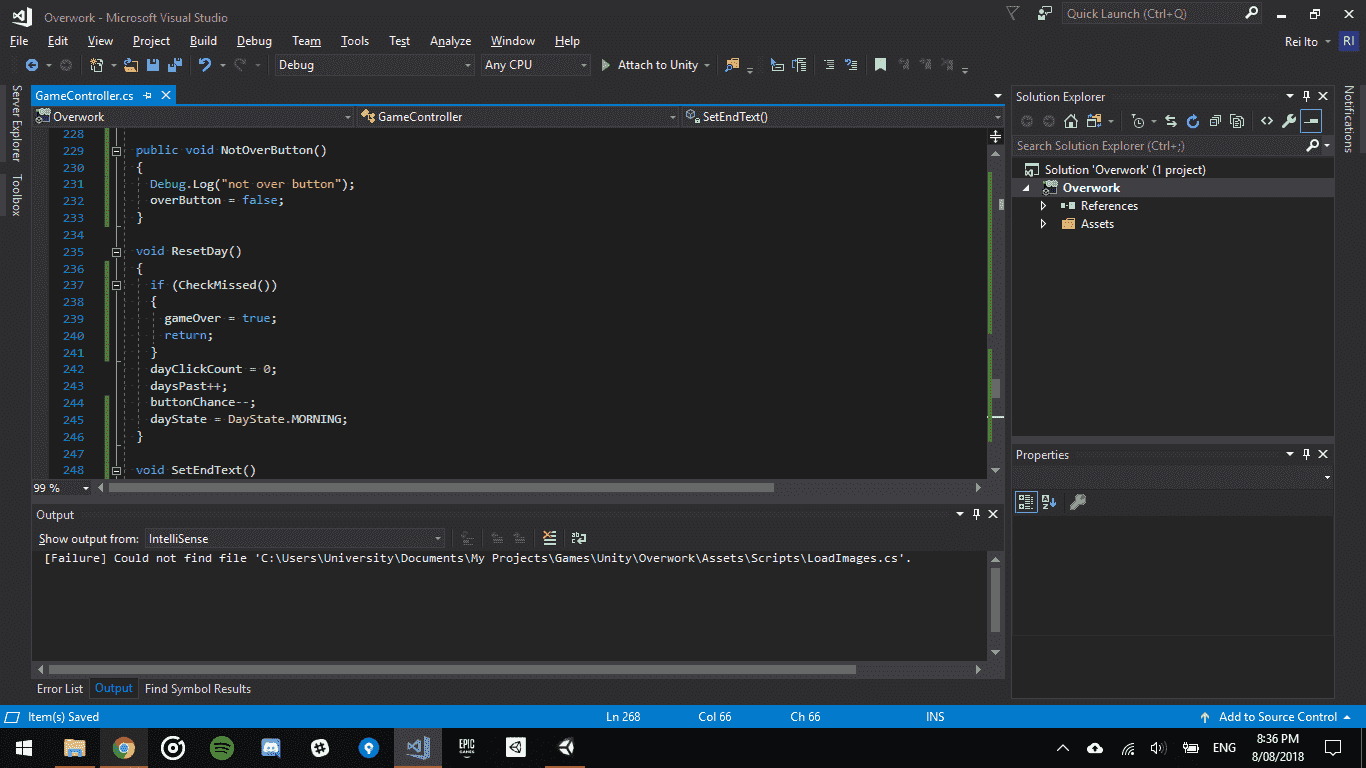 Overwork - Microsoft Visual Studio
Quick Launch (Ctrl+Q)
File Edit View Project Build Debug Team Tools Test Analyze Window Help
Rei Ito RI
Debug Any CPU Attach to Unity
Server Explorer
Toolbox
GameController.cs
Overwork GameController SetEndText()
228
229 public void NotOverButton()
230 {
231 Debug.Log("not over button");
232 overButton = false;
233 }
234
235 void ResetDay()
236 {
237 if (CheckMissed())
238 {
239 gameOver = true;
240 return;
241 }
242 dayClickCount = 0;
243 daysPast++;
244 buttonChance--;
245 dayState = DayState.MORNING;
246 }
247
248 void SetEndText()
99 %
Output
Show output from: IntelliSense
[Failure] Could not find file 'C:\Users\University\Documents\My Projects\Games\Unity\Overwork\Assets\Scripts\LoadImages.cs'.
Error List Output Find Symbol Results
Solution Explorer
Search Solution Explorer (Ctrl+;)
Solution 'Overwork' (1 project)
Overwork
References
Assets
Properties
Notifications
Item(s) Saved Ln 268 Col 66 Ch 66 INS Add to Source Control
EPIC GAMES
ENG
8:36 PM
8/08/2018